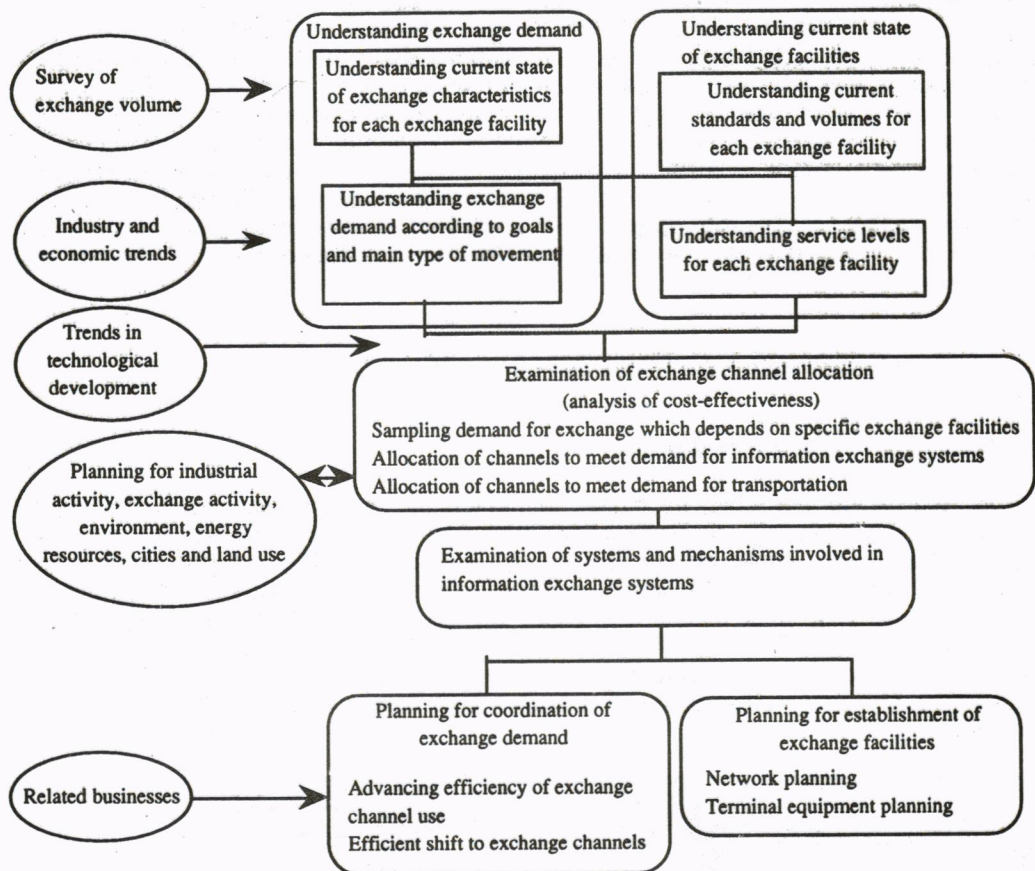 Survey of
exchange volume
Understanding exchange demand
Understanding current state
of exchange characteristics
for each exchange facility
Understanding current state
of exchange facilities
Understanding current
standards and volumes for
each exchange facility
Industry and
economic trends
Understanding exchange
demand according to goals
and main type of movement
Understanding service levels
for each exchange facility
Trends in
technological
development
Examination of exchange channel allocation
(analysis of cost-effectiveness)
Sampling demand for exchange which depends on specific exchange facilities
Allocation of channels to meet demand for information exchange systems
Allocation of channels to meet demand for transportation
Planning for industrial
activity, exchange activity,
environment, energy
resources, cities and land use
Examination of systems and mechanisms involved in
information exchange systems
Planning for coordination of
exchange demand
Advancing efficiency of exchange
channel use
Efficient shift to exchange channels
Planning for establishment of
exchange facilities
Network planning
Terminal equipment planning
Related businesses